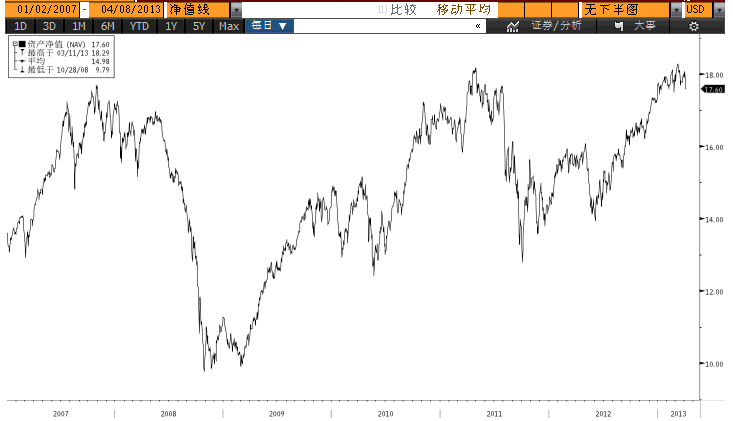 01/02/2007 - 04/08/2013 净值线 比较 移动平均 无下半图 USD
1D 3D 1M 6M YTD 1Y 5Y Max 每日 ▼ « 证券/分析 大事
资产净值 (NAV) 17.60
最高于 03/11/13 18.29
平均 14.98
最低于 10/28/08 9.79
18.00
17.60
16.00
14.00
12.00
10.00
2007 2008 2009 2010 2011 2012 2013